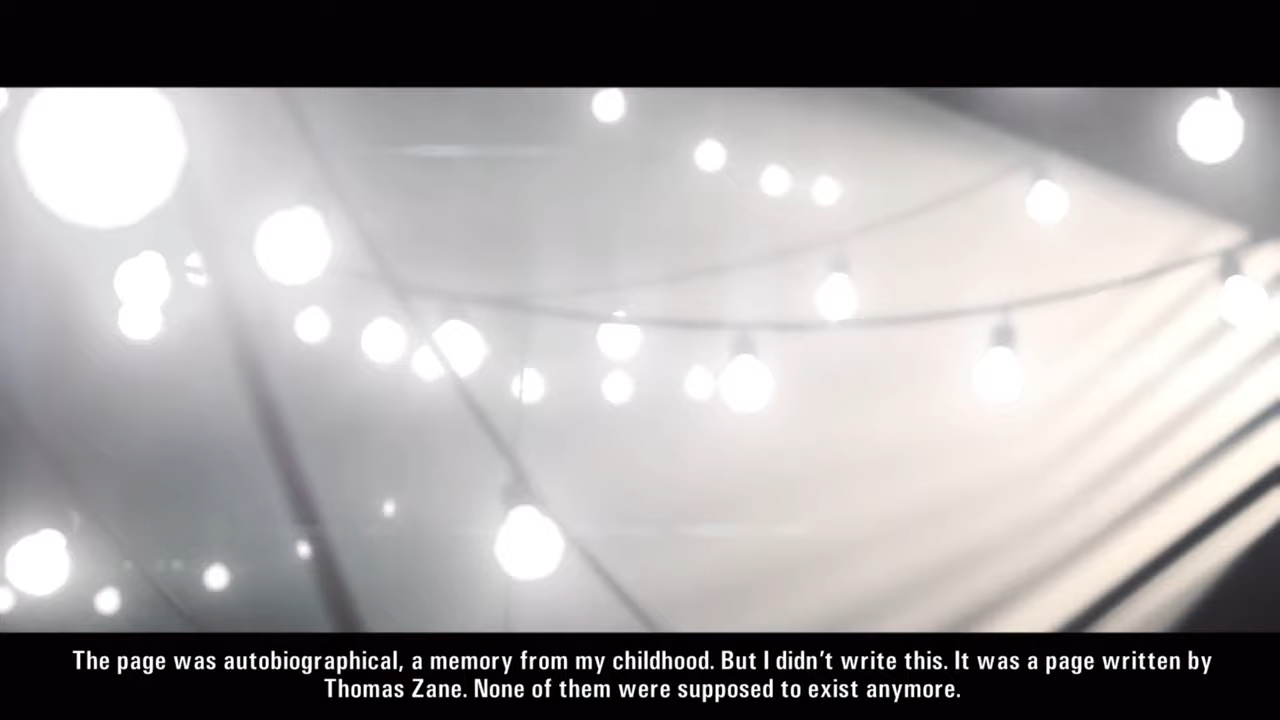 The page was autobiographical, a memory from my childhood. But I didn't write this. It was a page written by
Thomas Zane. None of them were supposed to exist anymore.